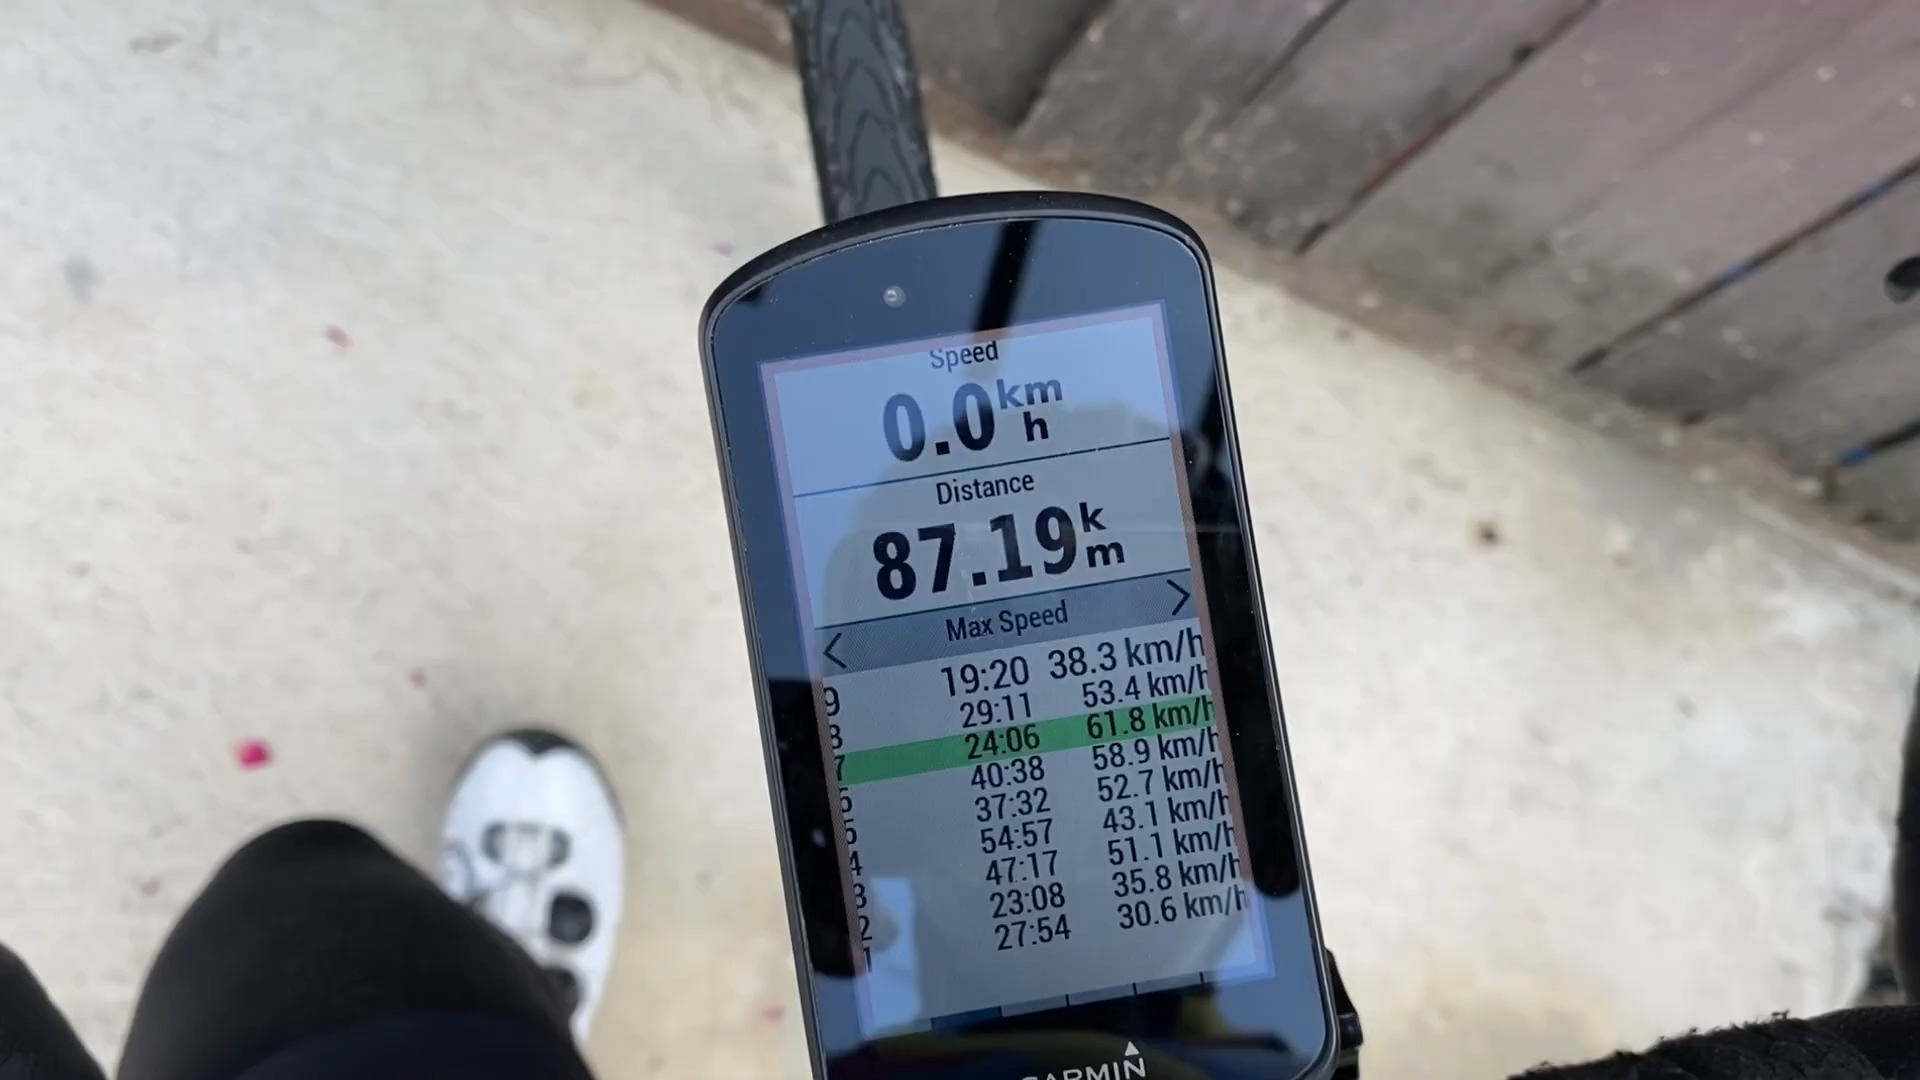 Speed
0.0 km/h
Distance
87.19 km
< Max Speed >
9 19:20 38.3 km/h
8 29:11 53.4 km/h
7 24:06 61.8 km/h
6 40:38 58.9 km/h
5 37:32 52.7 km/h
4 54:57 43.1 km/h
3 47:17 51.1 km/h
2 23:08 35.8 km/h
1 27:54 30.6 km/h
GARMIN